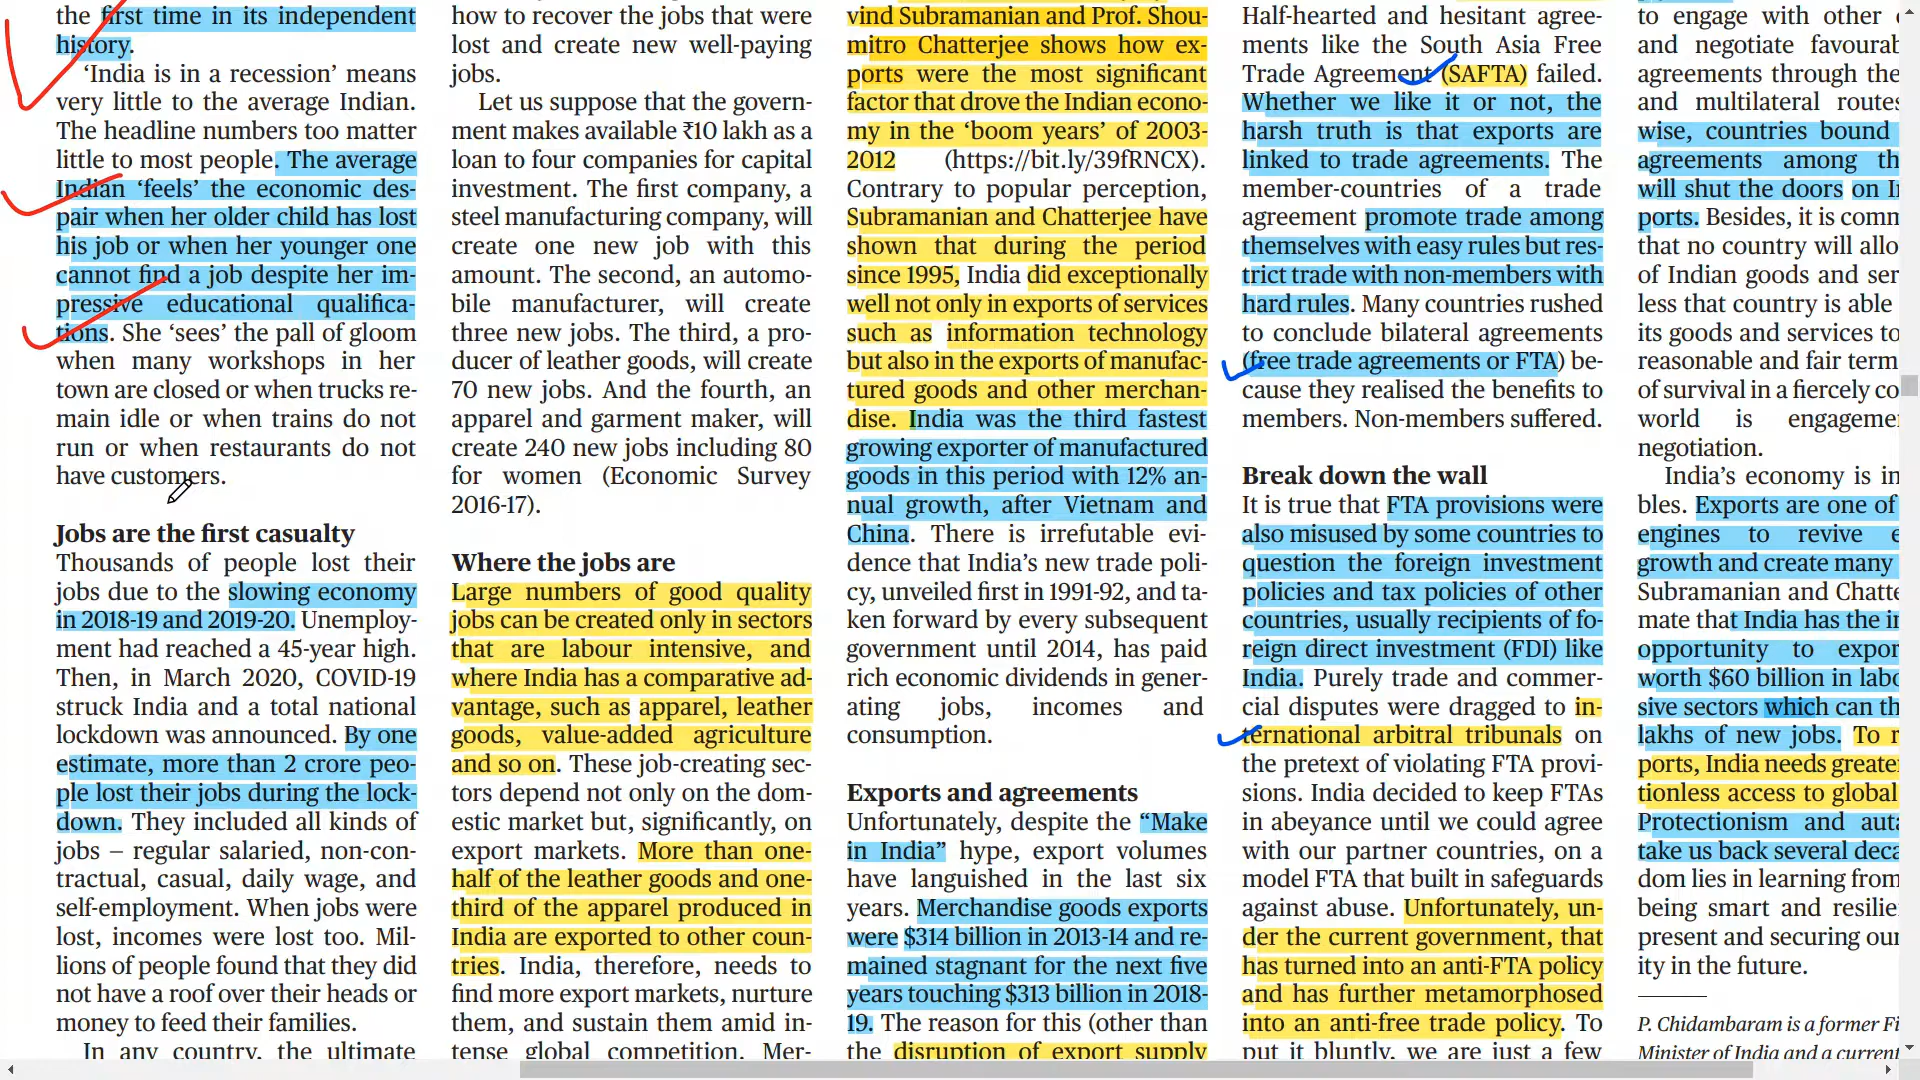 the first time in its independent
history.
‘India is in a recession’ means
very little to the average Indian.
The headline numbers too matter
little to most people. The average
Indian ‘feels’ the economic des-
pair when her older child has lost
his job or when her younger one
cannot find a job despite her im-
pressive educational qualifica-
tions. She ‘sees’ the pall of gloom
when many workshops in her
town are closed or when trucks re-
main idle or when trains do not
run or when restaurants do not
have customers.
Jobs are the first casualty
Thousands of people lost their
jobs due to the slowing economy
in 2018-19 and 2019-20. Unemploy-
ment had reached a 45-year high.
Then, in March 2020, COVID-19
struck India and a total national
lockdown was announced. By one
estimate, more than 2 crore peo-
ple lost their jobs during the lock-
down. They included all kinds of
jobs – regular salaried, non-con-
tractual, casual, daily wage, and
self-employment. When jobs were
lost, incomes were lost too. Mil-
lions of people found that they did
not have a roof over their heads or
money to feed their families.
In any country, the ultimate
how to recover the jobs that were
lost and create new well-paying
jobs.
Let us suppose that the govern-
ment makes available ₹10 lakh as a
loan to four companies for capital
investment. The first company, a
steel manufacturing company, will
create one new job with this
amount. The second, an automo-
bile manufacturer, will create
three new jobs. The third, a pro-
ducer of leather goods, will create
70 new jobs. And the fourth, an
apparel and garment maker, will
create 240 new jobs including 80
for women (Economic Survey
2016-17).
Where the jobs are
Large numbers of good quality
jobs can be created only in sectors
that are labour intensive, and
where India has a comparative ad-
vantage, such as apparel, leather
goods, value-added agriculture
and so on. These job-creating sec-
tors depend not only on the dom-
estic market but, significantly, on
export markets. More than one-
half of the leather goods and one-
third of the apparel produced in
India are exported to other coun-
tries. India, therefore, needs to
find more export markets, nurture
them, and sustain them amid in-
tense global competition. Mer-
vind Subramanian and Prof. Shou-
mitro Chatterjee shows how ex-
ports were the most significant
factor that drove the Indian econo-
my in the ‘boom years’ of 2003-
2012 (https://bit.ly/39fRNCX).
Contrary to popular perception,
Subramanian and Chatterjee have
shown that during the period
since 1995, India did exceptionally
well not only in exports of services
such as information technology
but also in the exports of manufac-
tured goods and other merchan-
dise. India was the third fastest
growing exporter of manufactured
goods in this period with 12% an-
nual growth, after Vietnam and
China. There is irrefutable evi-
dence that India’s new trade poli-
cy, unveiled first in 1991-92, and ta-
ken forward by every subsequent
government until 2014, has paid
rich economic dividends in gener-
ating jobs, incomes and
consumption.
Exports and agreements
Unfortunately, despite the “Make
in India” hype, export volumes
have languished in the last six
years. Merchandise goods exports
were $314 billion in 2013-14 and re-
mained stagnant for the next five
years touching $313 billion in 2018-
19. The reason for this (other than
the disruption of export supply
Half-hearted and hesitant agree-
ments like the South Asia Free
Trade Agreement (SAFTA) failed.
Whether we like it or not, the
harsh truth is that exports are
linked to trade agreements. The
member-countries of a trade
agreement promote trade among
themselves with easy rules but res-
trict trade with non-members with
hard rules. Many countries rushed
to conclude bilateral agreements
(free trade agreements or FTA) be-
cause they realised the benefits to
members. Non-members suffered.
Break down the wall
It is true that FTA provisions were
also misused by some countries to
question the foreign investment
policies and tax policies of other
countries, usually recipients of fo-
reign direct investment (FDI) like
India. Purely trade and commer-
cial disputes were dragged to in-
ternational arbitral tribunals on
the pretext of violating FTA provi-
sions. India decided to keep FTAs
in abeyance until we could agree
with our partner countries, on a
model FTA that built in safeguards
against abuse. Unfortunately, un-
der the current government, that
has turned into an anti-FTA policy
and has further metamorphosed
into an anti-free trade policy. To
put it bluntly, we are just a few
to engage with other
and negotiate favourab
agreements through the
and multilateral routes
wise, countries bound
agreements among th
will shut the doors on I
ports. Besides, it is comm
that no country will allo
of Indian goods and ser
less that country is able
its goods and services to
reasonable and fair term
of survival in a fiercely co
world is engageme
negotiation.
India’s economy is in
bles. Exports are one of
engines to revive e
growth and create many
Subramanian and Chatte
mate that India has the i
opportunity to expor
worth $60 billion in labo
sive sectors which can th
lakhs of new jobs. To r
ports, India needs greate
tionless access to global
Protectionism and auta
take us back several deca
dom lies in learning from
being smart and resilie
present and securing our
ity in the future.
P. Chidambaram is a former Fi
Minister of India and a current